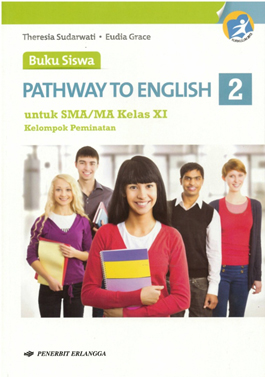 Theresia Sudarwati • Eudia Grace
Buku Siswa
PATHWAY TO ENGLISH 2
untuk SMA/MA Kelas XI
Kelompok Peminatan
PENERBIT ERLANGGA